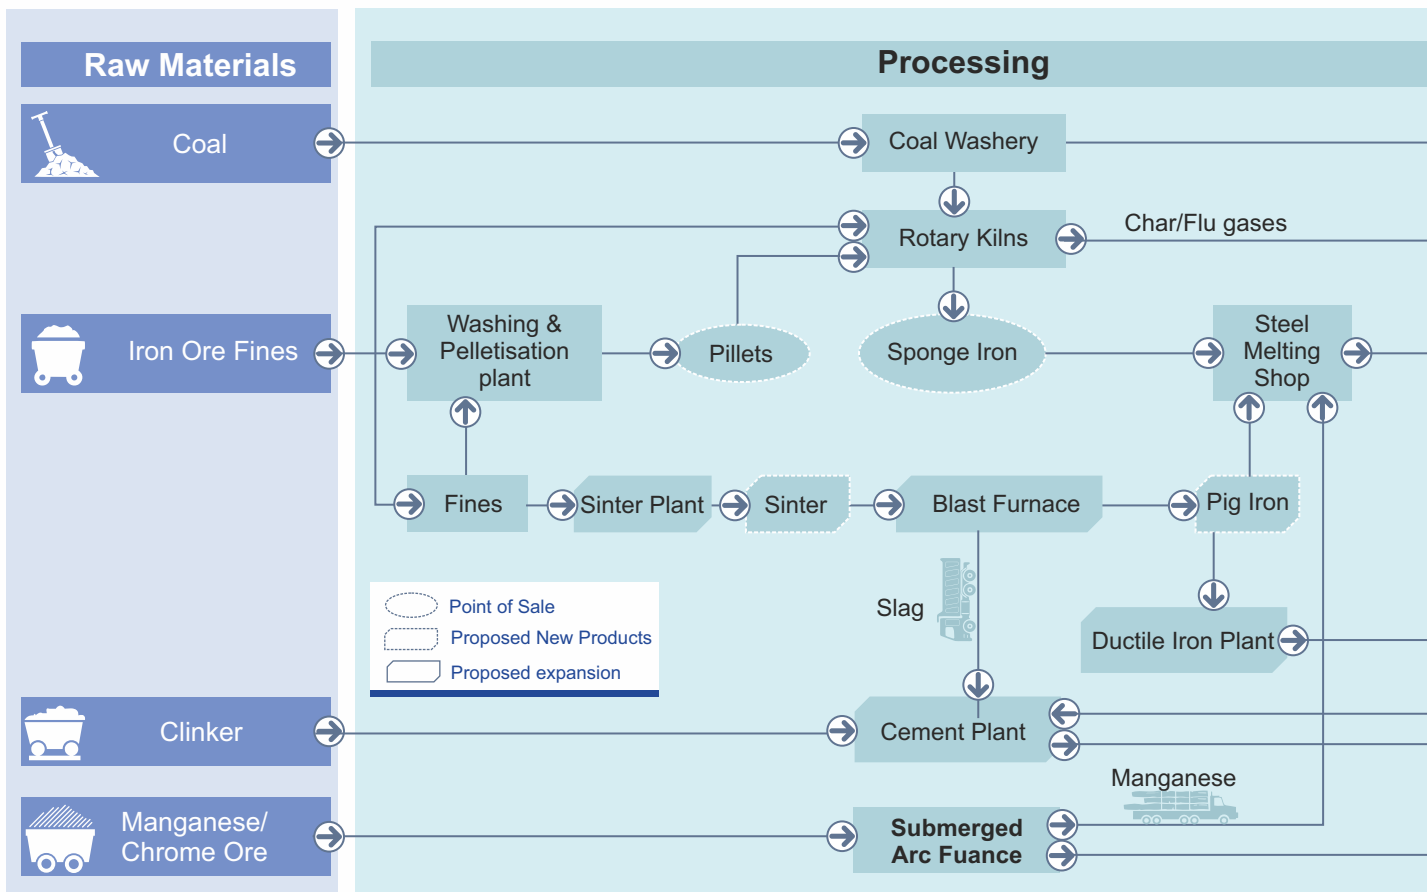 Raw Materials
Processing
Coal
Coal Washery
Rotary Kilns
Char/Flu gases
Iron Ore Fines
Washing &
Pelletisation
plant
Pillets
Sponge Iron
Steel
Melting
Shop
Fines
Sinter Plant
Sinter
Blast Furnace
Pig Iron
Point of Sale
Proposed New Products
Proposed expansion
Slag
Ductile Iron Plant
Clinker
Cement Plant
Manganese
Manganese/
Chrome Ore
Submerged
Arc Fuance